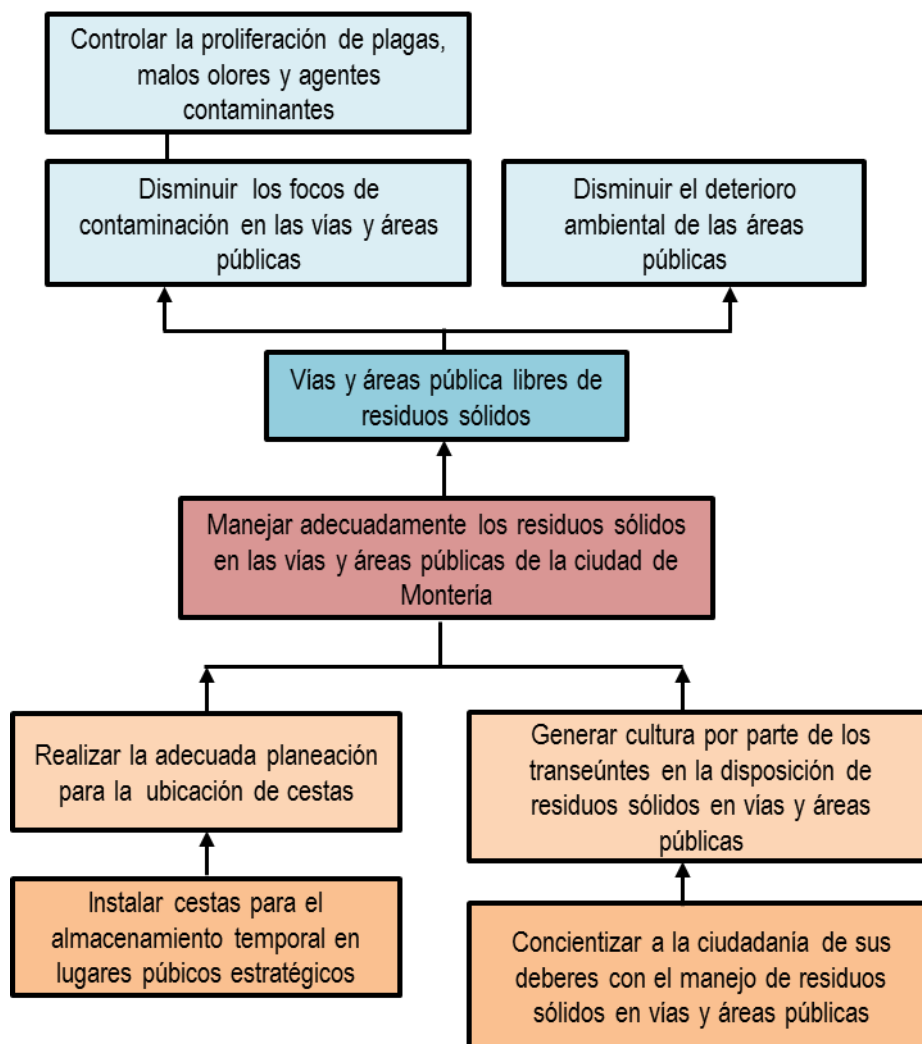 Controlar la proliferación de plagas,
malos olores y agentes
contaminantes
Disminuir los focos de
contaminación en las vías y áreas
públicas
Disminuir el deterioro
ambiental de las áreas
públicas
Vías y áreas pública libres de
residuos sólidos
Manejar adecuadamente los residuos sólidos
en las vías y áreas públicas de la ciudad de
Montería
Realizar la adecuada planeación
para la ubicación de cestas
Generar cultura por parte de los
transeúntes en la disposición de
residuos sólidos en vías y áreas
públicas
Instalar cestas para el
almacenamiento temporal en
lugares púbicos estratégicos
Concientizar a la ciudadanía de sus
deberes con el manejo de residuos
sólidos en vías y áreas públicas